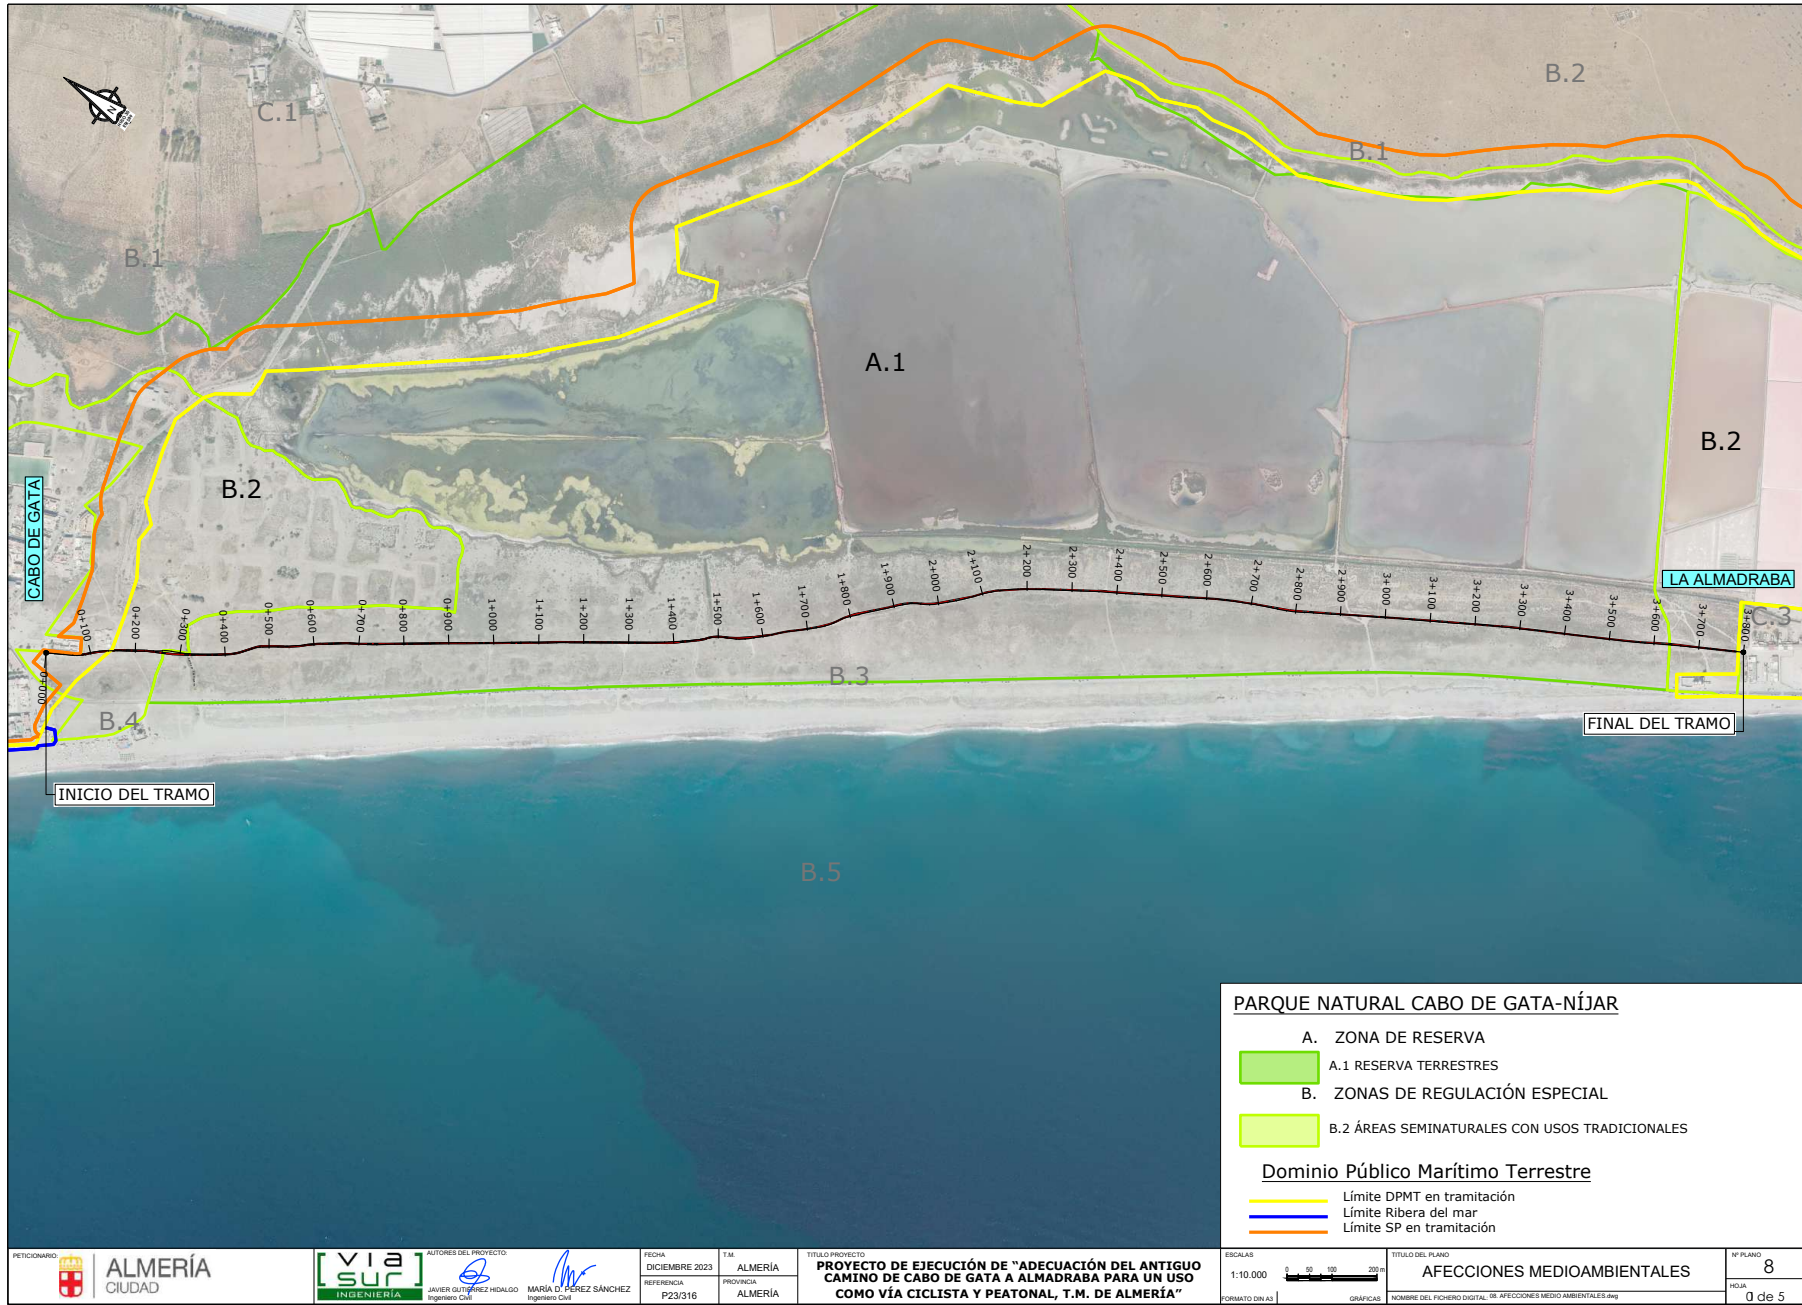 C.1
B.2
B.1
B.1
A.1
B.2
B.2
CABO DE GATA
LA ALMADRABA
C.3
0+000
0+100
0+200
0+300
0+400
0+500
0+600
0+700
0+800
0+900
1+000
1+100
1+200
1+300
1+400
1+500
1+600
1+700
1+800
1+900
2+000
2+100
2+200
2+300
2+400
2+500
2+600
2+700
2+800
2+900
3+000
3+100
3+200
3+300
3+400
3+500
3+600
3+700
3+800
B.3
B.4
FINAL DEL TRAMO
INICIO DEL TRAMO
B.5
PARQUE NATURAL CABO DE GATA-NÍJAR
A. ZONA DE RESERVA
A.1 RESERVA TERRESTRES
B. ZONAS DE REGULACIÓN ESPECIAL
B.2 ÁREAS SEMINATURALES CON USOS TRADICIONALES
Dominio Público Marítimo Terrestre
Límite DPMT en tramitación
Límite Ribera del mar
Límite SP en tramitación
PETICIONARIO:
ALMERÍA
CIUDAD
[via
sur]
INGENIERÍA
AUTORES DEL PROYECTO:
JAVIER GUTIÉRREZ HIDALGO
Ingeniero Civil
MARÍA D. PÉREZ SÁNCHEZ
Ingeniero Civil
FECHA
DICIEMBRE 2023
REFERENCIA
P23/316
T.M.
ALMERÍA
PROVINCIA
ALMERÍA
TITULO PROYECTO
PROYECTO DE EJECUCIÓN DE “ADECUACIÓN DEL ANTIGUO
CAMINO DE CABO DE GATA A ALMADRABA PARA UN USO
COMO VÍA CICLISTA Y PEATONAL, T.M. DE ALMERÍA”
ESCALAS
1:10.000
0 50 100 200 m
FORMATO DIN A3
GRÁFICAS
TITULO DEL PLANO
AFECCIONES MEDIOAMBIENTALES
NOMBRE DEL FICHERO DIGITAL: 08. AFECCIONES MEDIO AMBIENTALES.dwg
Nº PLANO
8
HOJA
de 5